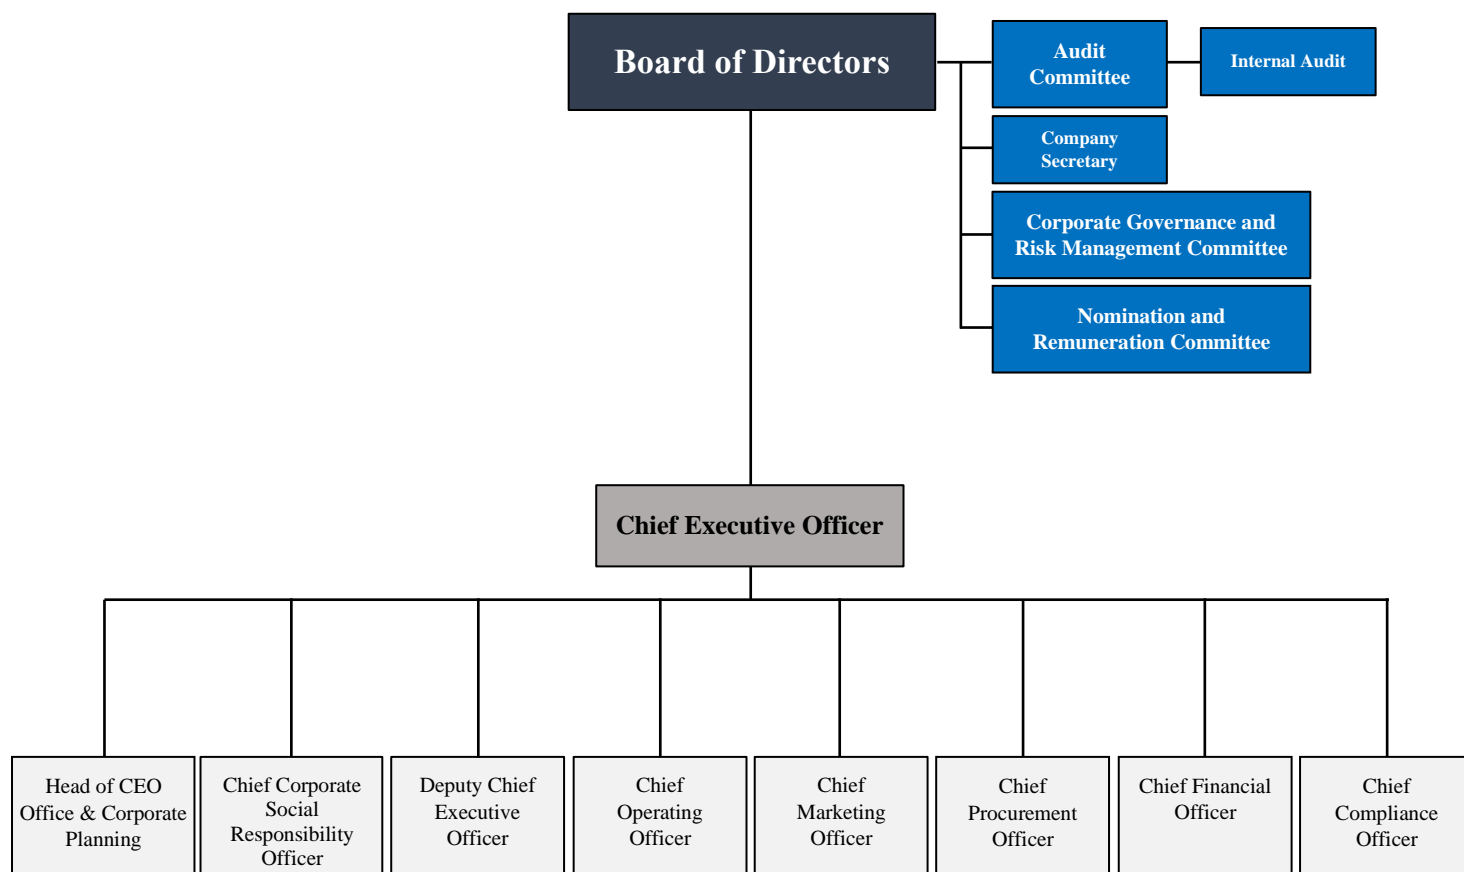 Board of Directors
Audit
Committee
Internal Audit
Company
Secretary
Corporate Governance and
Risk Management Committee
Nomination and
Remuneration Committee
Chief Executive Officer
Head of CEO
Office & Corporate
Planning
Chief Corporate
Social
Responsibility
Officer
Deputy Chief
Executive
Officer
Chief
Operating
Officer
Chief
Marketing
Officer
Chief
Procurement
Officer
Chief Financial
Officer
Chief
Compliance
Officer